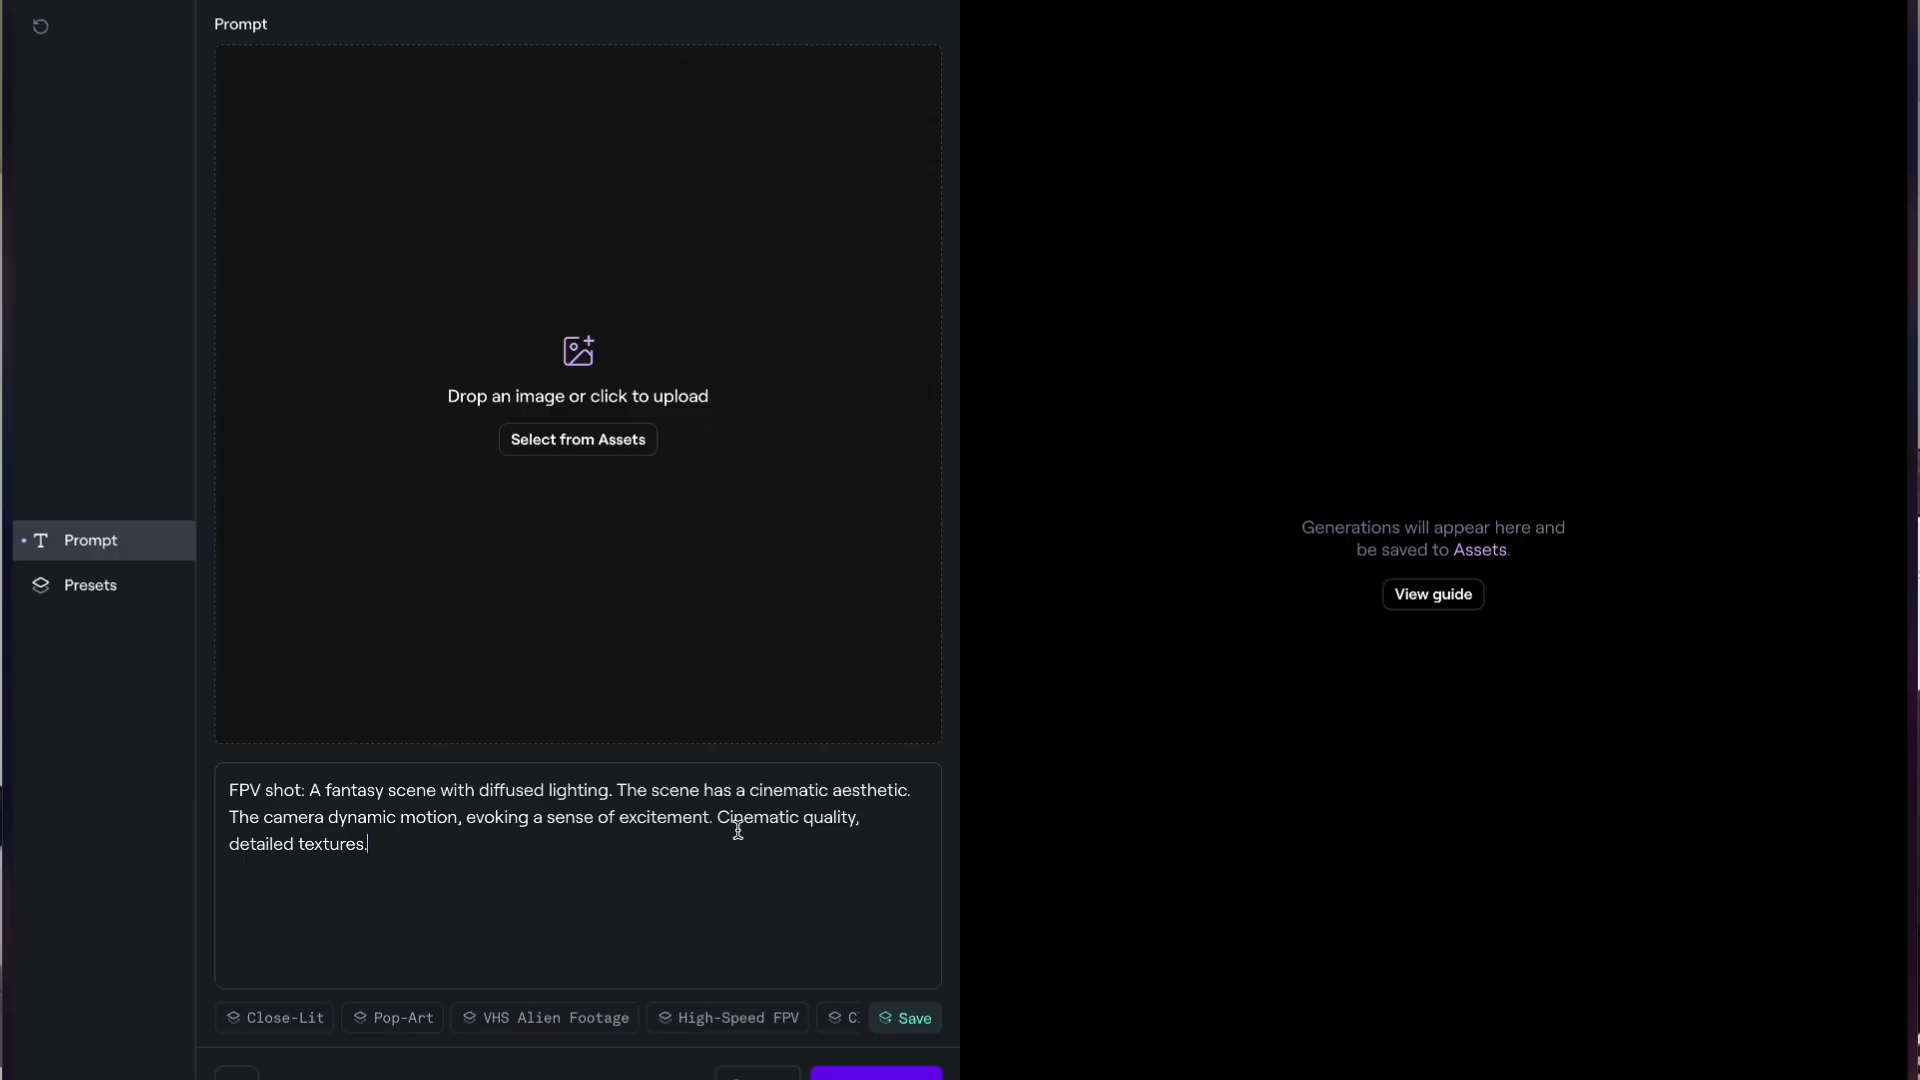 Prompt
Drop an image or click to upload
Select from Assets
Prompt
Presets
Generations will appear here and
be saved to Assets.
View guide
FPV shot: A fantasy scene with diffused lighting. The scene has a cinematic aesthetic.
The camera dynamic motion, evoking a sense of excitement. Cinematic quality,
detailed textures.
Close-Lit Pop-Art VHS Alien Footage High-Speed FPV Save